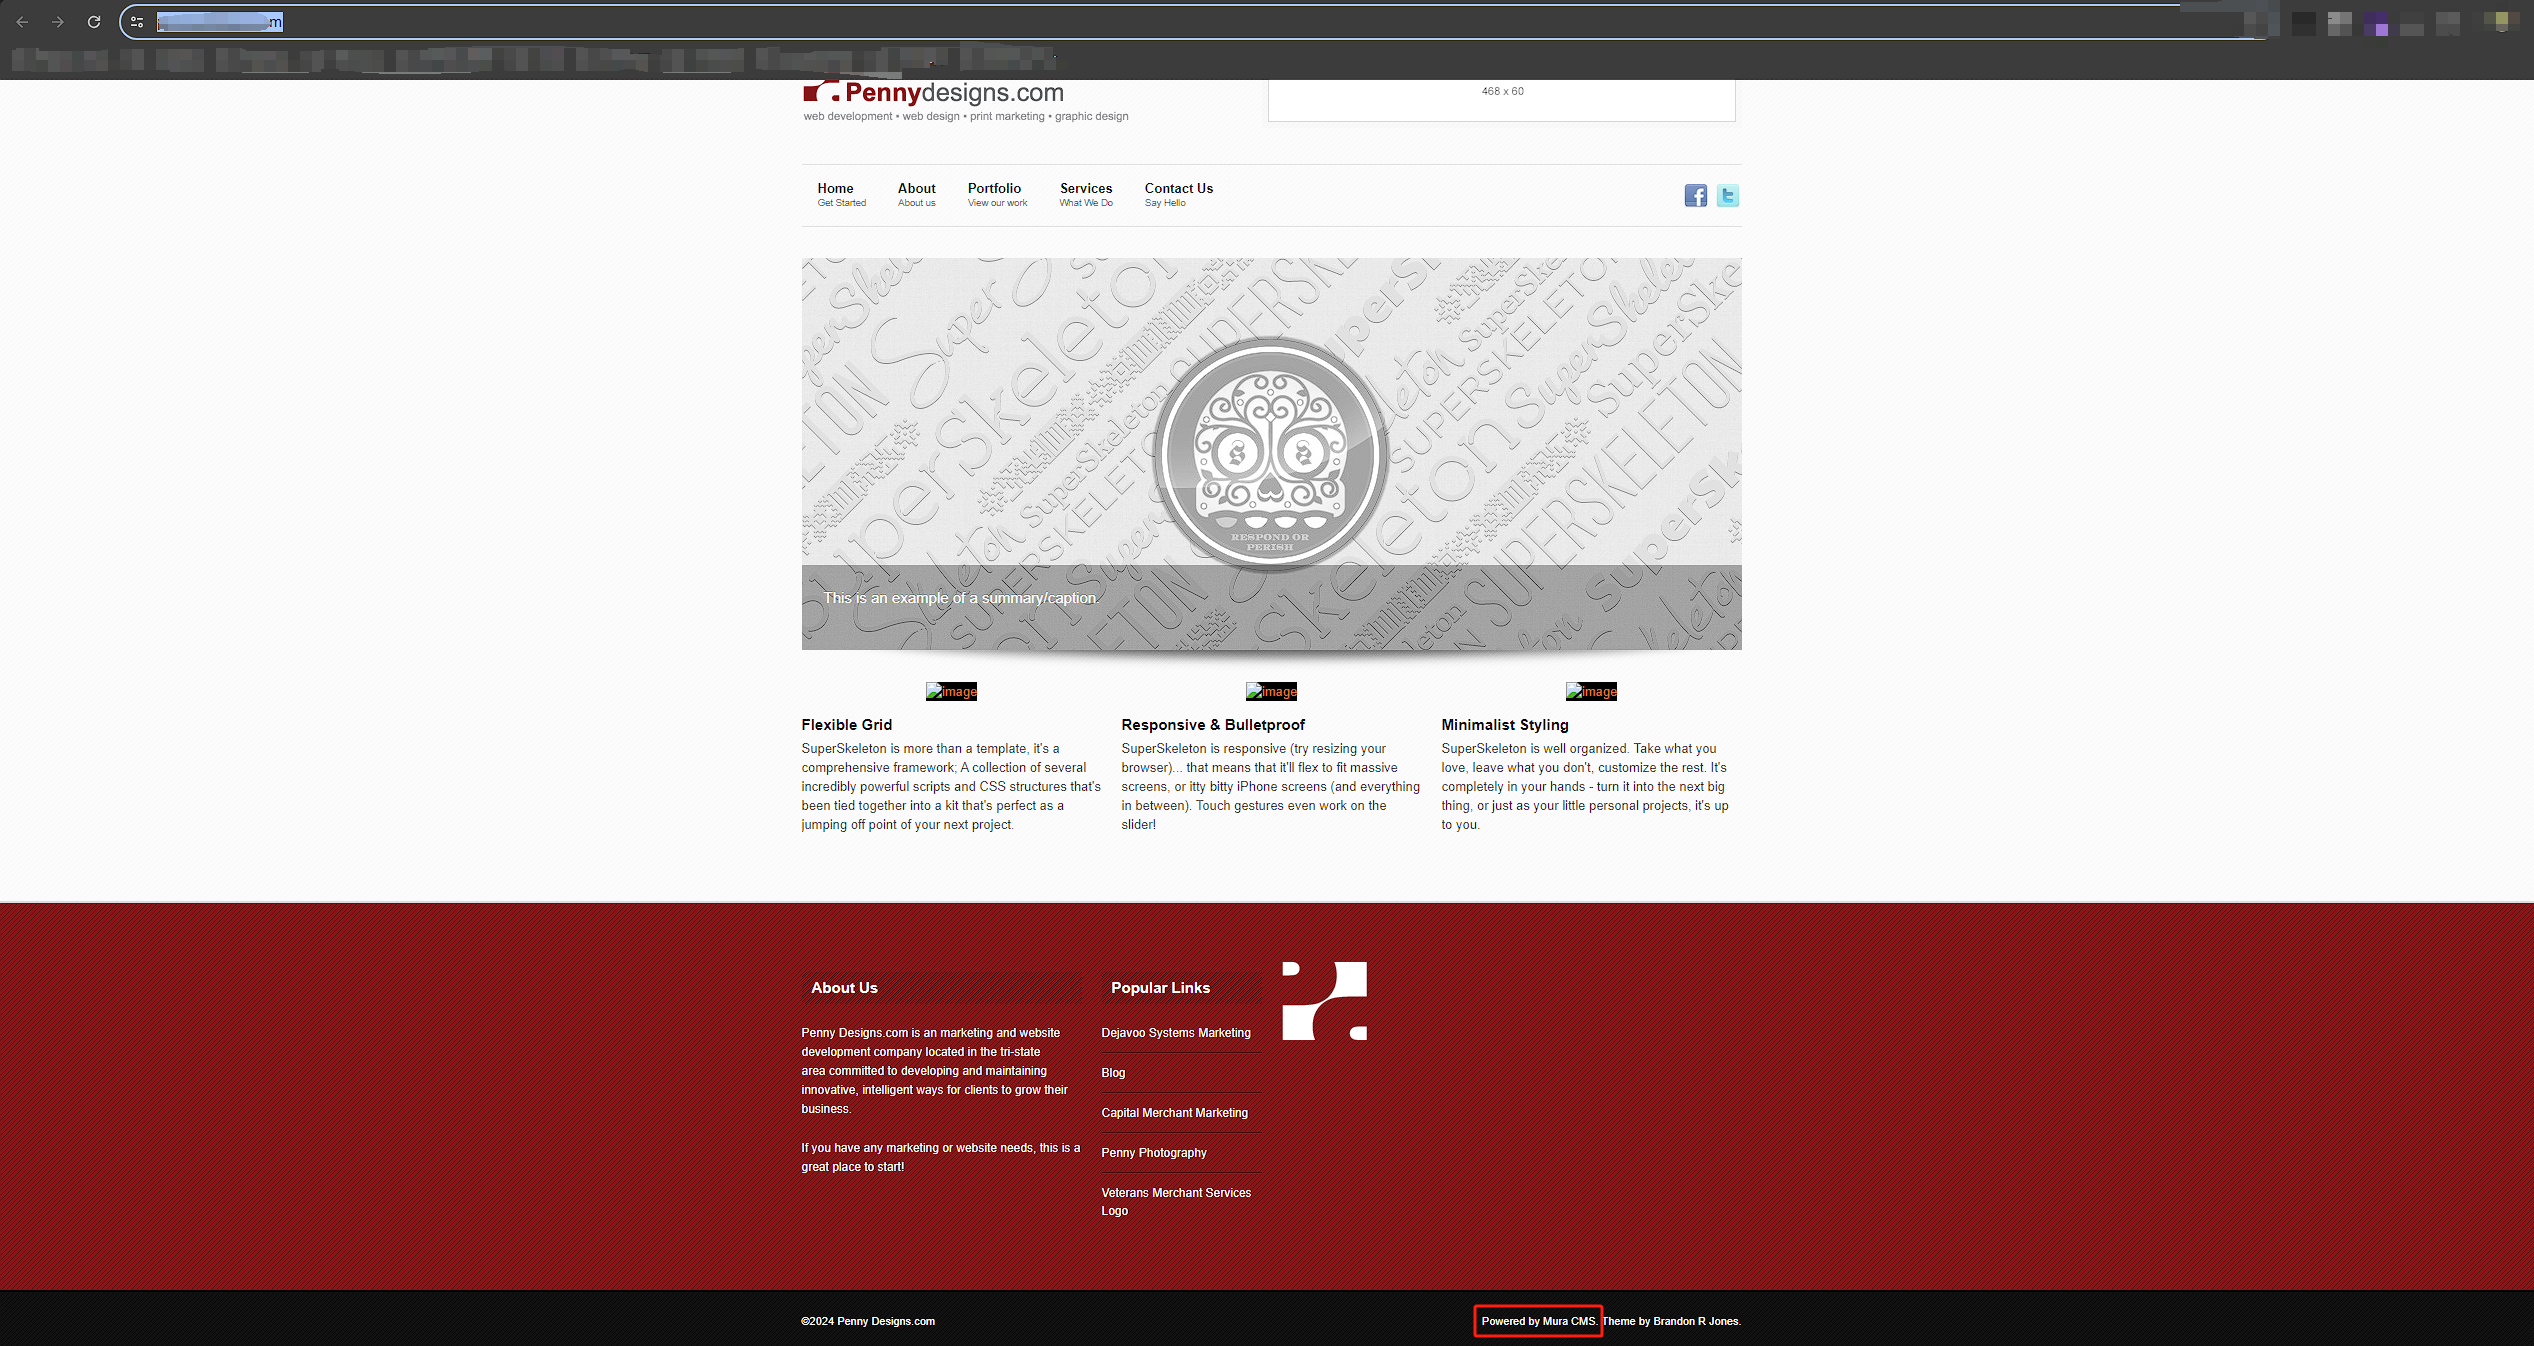 m
Pennydesigns.com
web development • web design • print marketing • graphic design
468 x 60
Home
Get Started
About
About us
Portfolio
View our work
Services
What We Do
Contact Us
Say Hello
RESPOND OR
PERISH
This is an example of a summary/caption.
image
image
image
Flexible Grid
SuperSkeleton is more than a template, it's a
comprehensive framework; A collection of several
incredibly powerful scripts and CSS structures that's
been tied together into a kit that's perfect as a
jumping off point of your next project.
Responsive & Bulletproof
SuperSkeleton is responsive (try resizing your
browser)... that means that it'll flex to fit massive
screens, or itty bitty iPhone screens (and everything
in between). Touch gestures even work on the
slider!
Minimalist Styling
SuperSkeleton is well organized. Take what you
love, leave what you don't, customize the rest. It's
completely in your hands - turn it into the next big
thing, or just as your little personal projects, it's up
to you.
About Us
Penny Designs.com is an marketing and website
development company located in the tri-state
area committed to developing and maintaining
innovative, intelligent ways for clients to grow their
business.
If you have any marketing or website needs, this is a
great place to start!
Popular Links
Dejavoo Systems Marketing
Blog
Capital Merchant Marketing
Penny Photography
Veterans Merchant Services
Logo
©2024 Penny Designs.com
Powered by Mura CMS. Theme by Brandon R Jones.